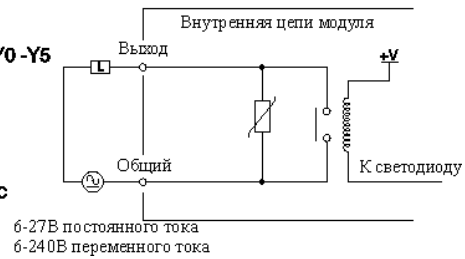 Внутренняя цепи модуля
Y0 -Y5
Выход
+V
L
Общий
К светодиоду
C
6-27В постоянного тока
6-240В переменного тока